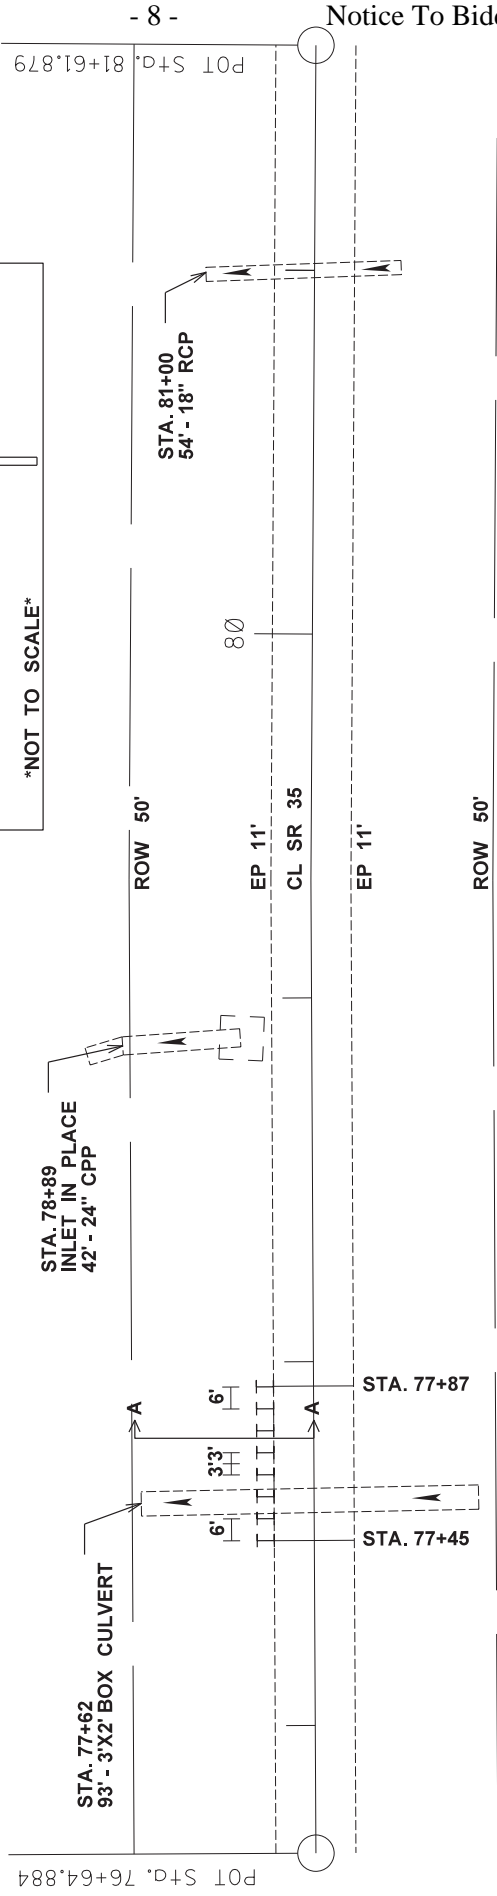 - 8 -
Notice To Bidd
POT Sta. 81+61.879
STA. 81+00
54' - 18" RCP
*NOT TO SCALE*
80
ROW 50'
EP 11'
CL SR 35
EP 11'
ROW 50'
STA. 78+89
INLET IN PLACE
42' - 24" CPP
A
A
6'
3'3'
6'
STA. 77+87
STA. 77+45
STA. 77+62
93' - 3'X2' BOX CULVERT
POT Sta. 76+64.884